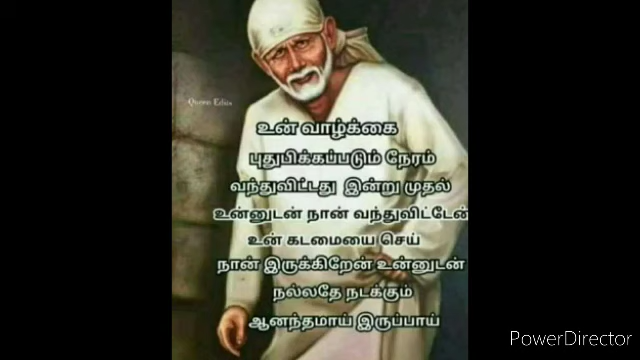 Queen Edits
உன் வாழ்க்கை
புதுபிக்கப்படும் நேரம்
வந்துவிட்டது இன்று முதல்
உன்னுடன் நான் வந்துவிட்டேன்
உன் கடமையை செய்
நான் இருக்கிறேன் உன்னுடன்
நல்லதே நடக்கும்
ஆனந்தமாய் இருப்பாய்
PowerDirector